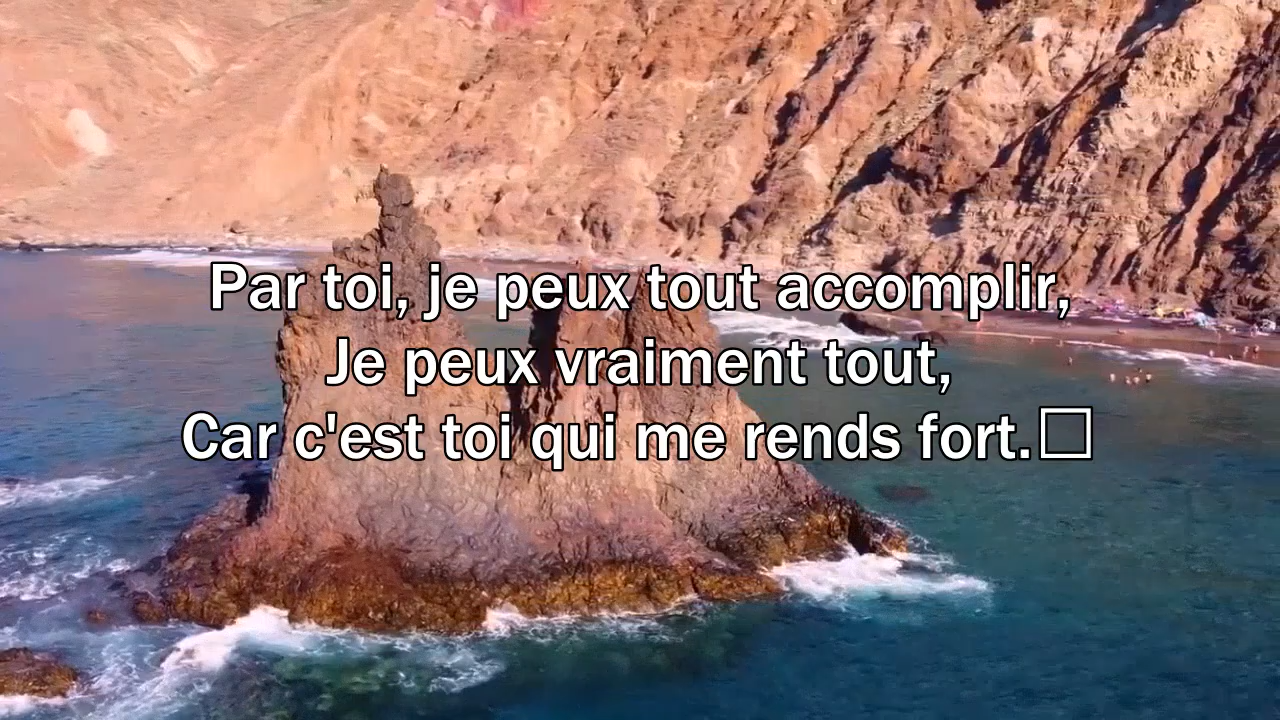 Par toi, je peux tout accomplir,
Je peux vraiment tout,
Car c'est toi qui me rends fort.□